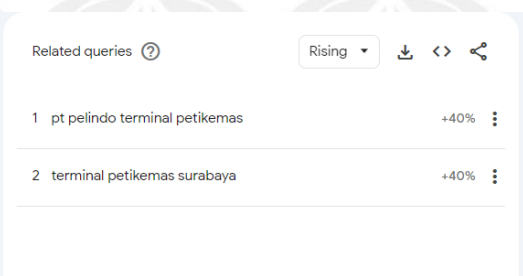 Related queries
Rising
1 pt pelindo terminal petikemas +40%
2 terminal petikemas surabaya +40%